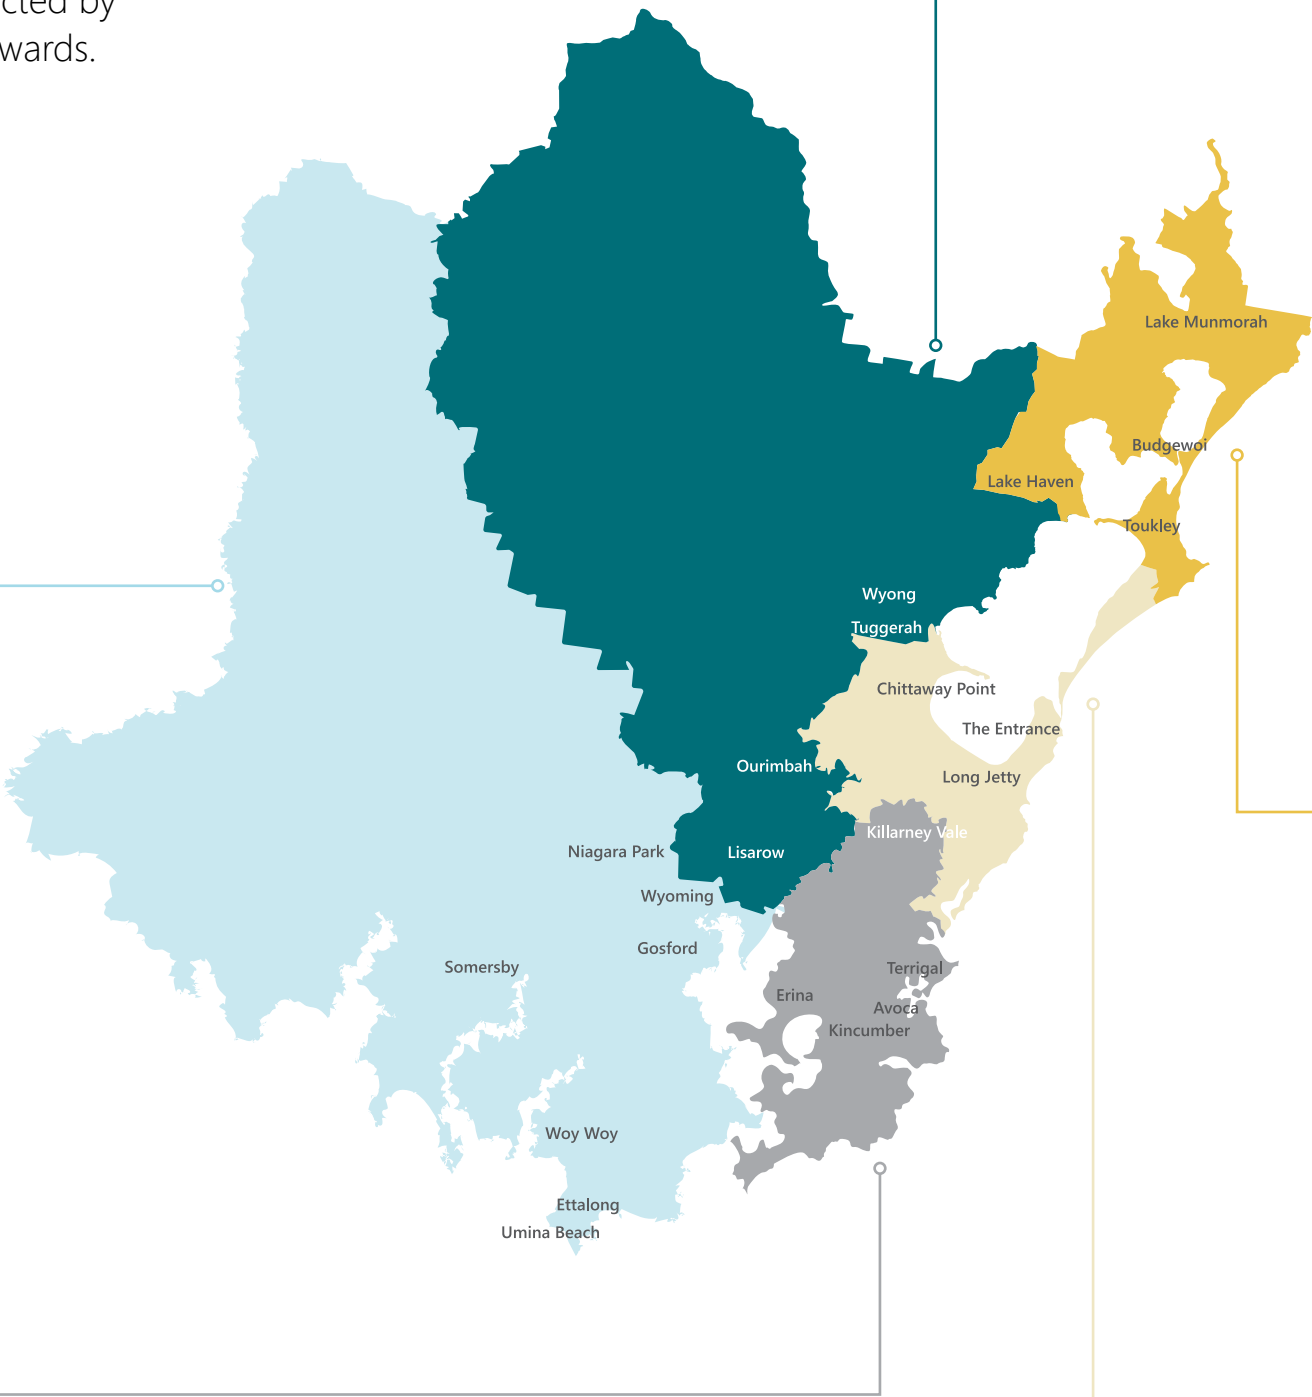 cted by
wards.
Lake Munmorah
Budgewoi
Lake Haven
Toukley
Wyong
Tuggerah
Chittaway Point
The Entrance
Ourimbah
Long Jetty
Killarney Vale
Niagara Park
Lisarow
Wyoming
Gosford
Somersby
Terrigal
Erina
Avoca
Kincumber
Woy Woy
Ettalong
Umina Beach